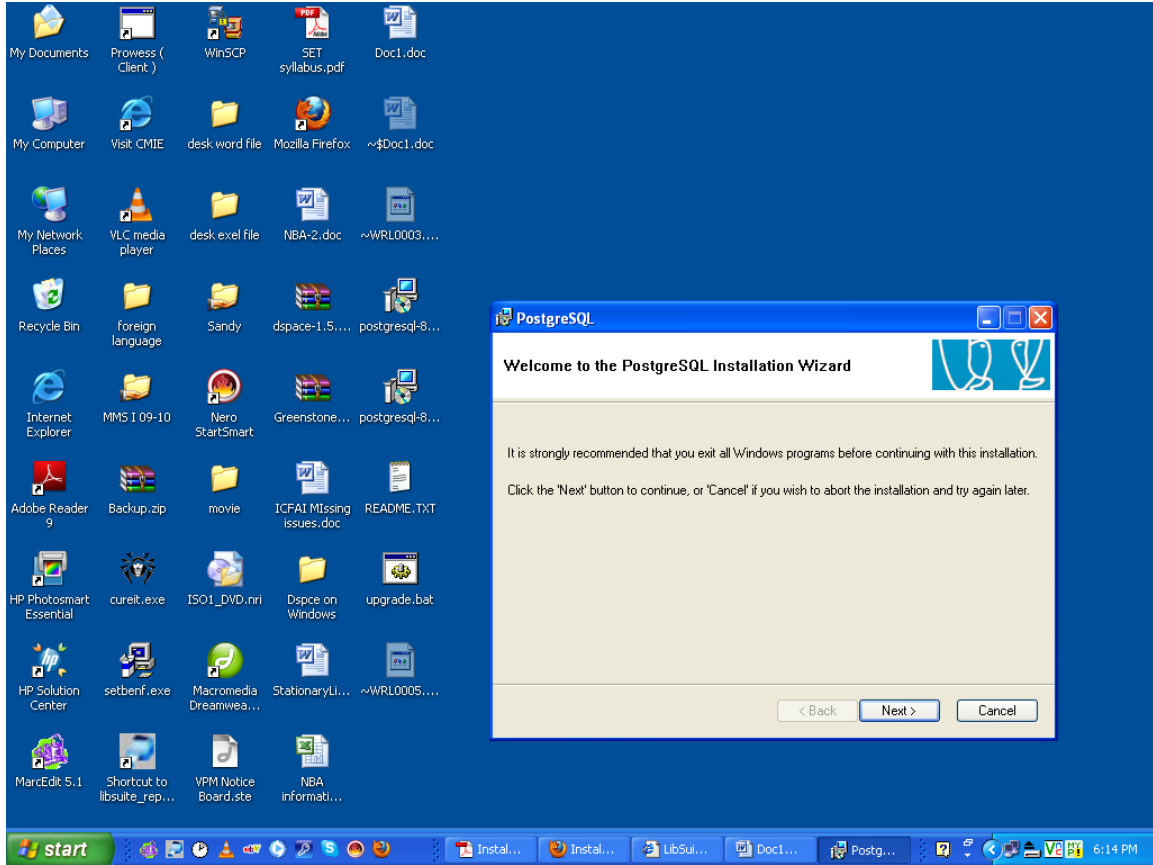 My Documents
Prowess (
Client )
WinSCP
PDF
Adobe
SET
syllabus.pdf
Doc1.doc
My Computer
Visit CMIE
desk word file
Mozilla Firefox
~$Doc1.doc
My Network
Places
VLC media
player
desk exel file
NBA-2.doc
~WRL0003....
Recycle Bin
foreign
language
Sandy
dspace-1.5....
postgresql-8...
Internet
Explorer
MMS I 09-10
Nero
StartSmart
Greenstone...
postgresql-8...
Adobe Reader
9
Backup.zip
movie
ICFAI MIssing
issues.doc
README.TXT
HP Photosmart
Essential
cureit.exe
ISO1_DVD.nri
Dspce on
Windows
upgrade.bat
HP Solution
Center
setbenf.exe
Macromedia
Dreamwea...
StationaryLi...
~WRL0005....
MarcEdit 5.1
Shortcut to
libsuite_rep...
VPM Notice
Board.ste
NBA
informati...
PostgreSQL
Welcome to the PostgreSQL Installation Wizard
It is strongly recommended that you exit all Windows programs before continuing with this installation.
Click the 'Next' button to continue, or 'Cancel' if you wish to abort the installation and try again later.
< Back
Next >
Cancel
start
Instal...
Instal...
LibSui...
Doc1...
Postg...
6:14 PM